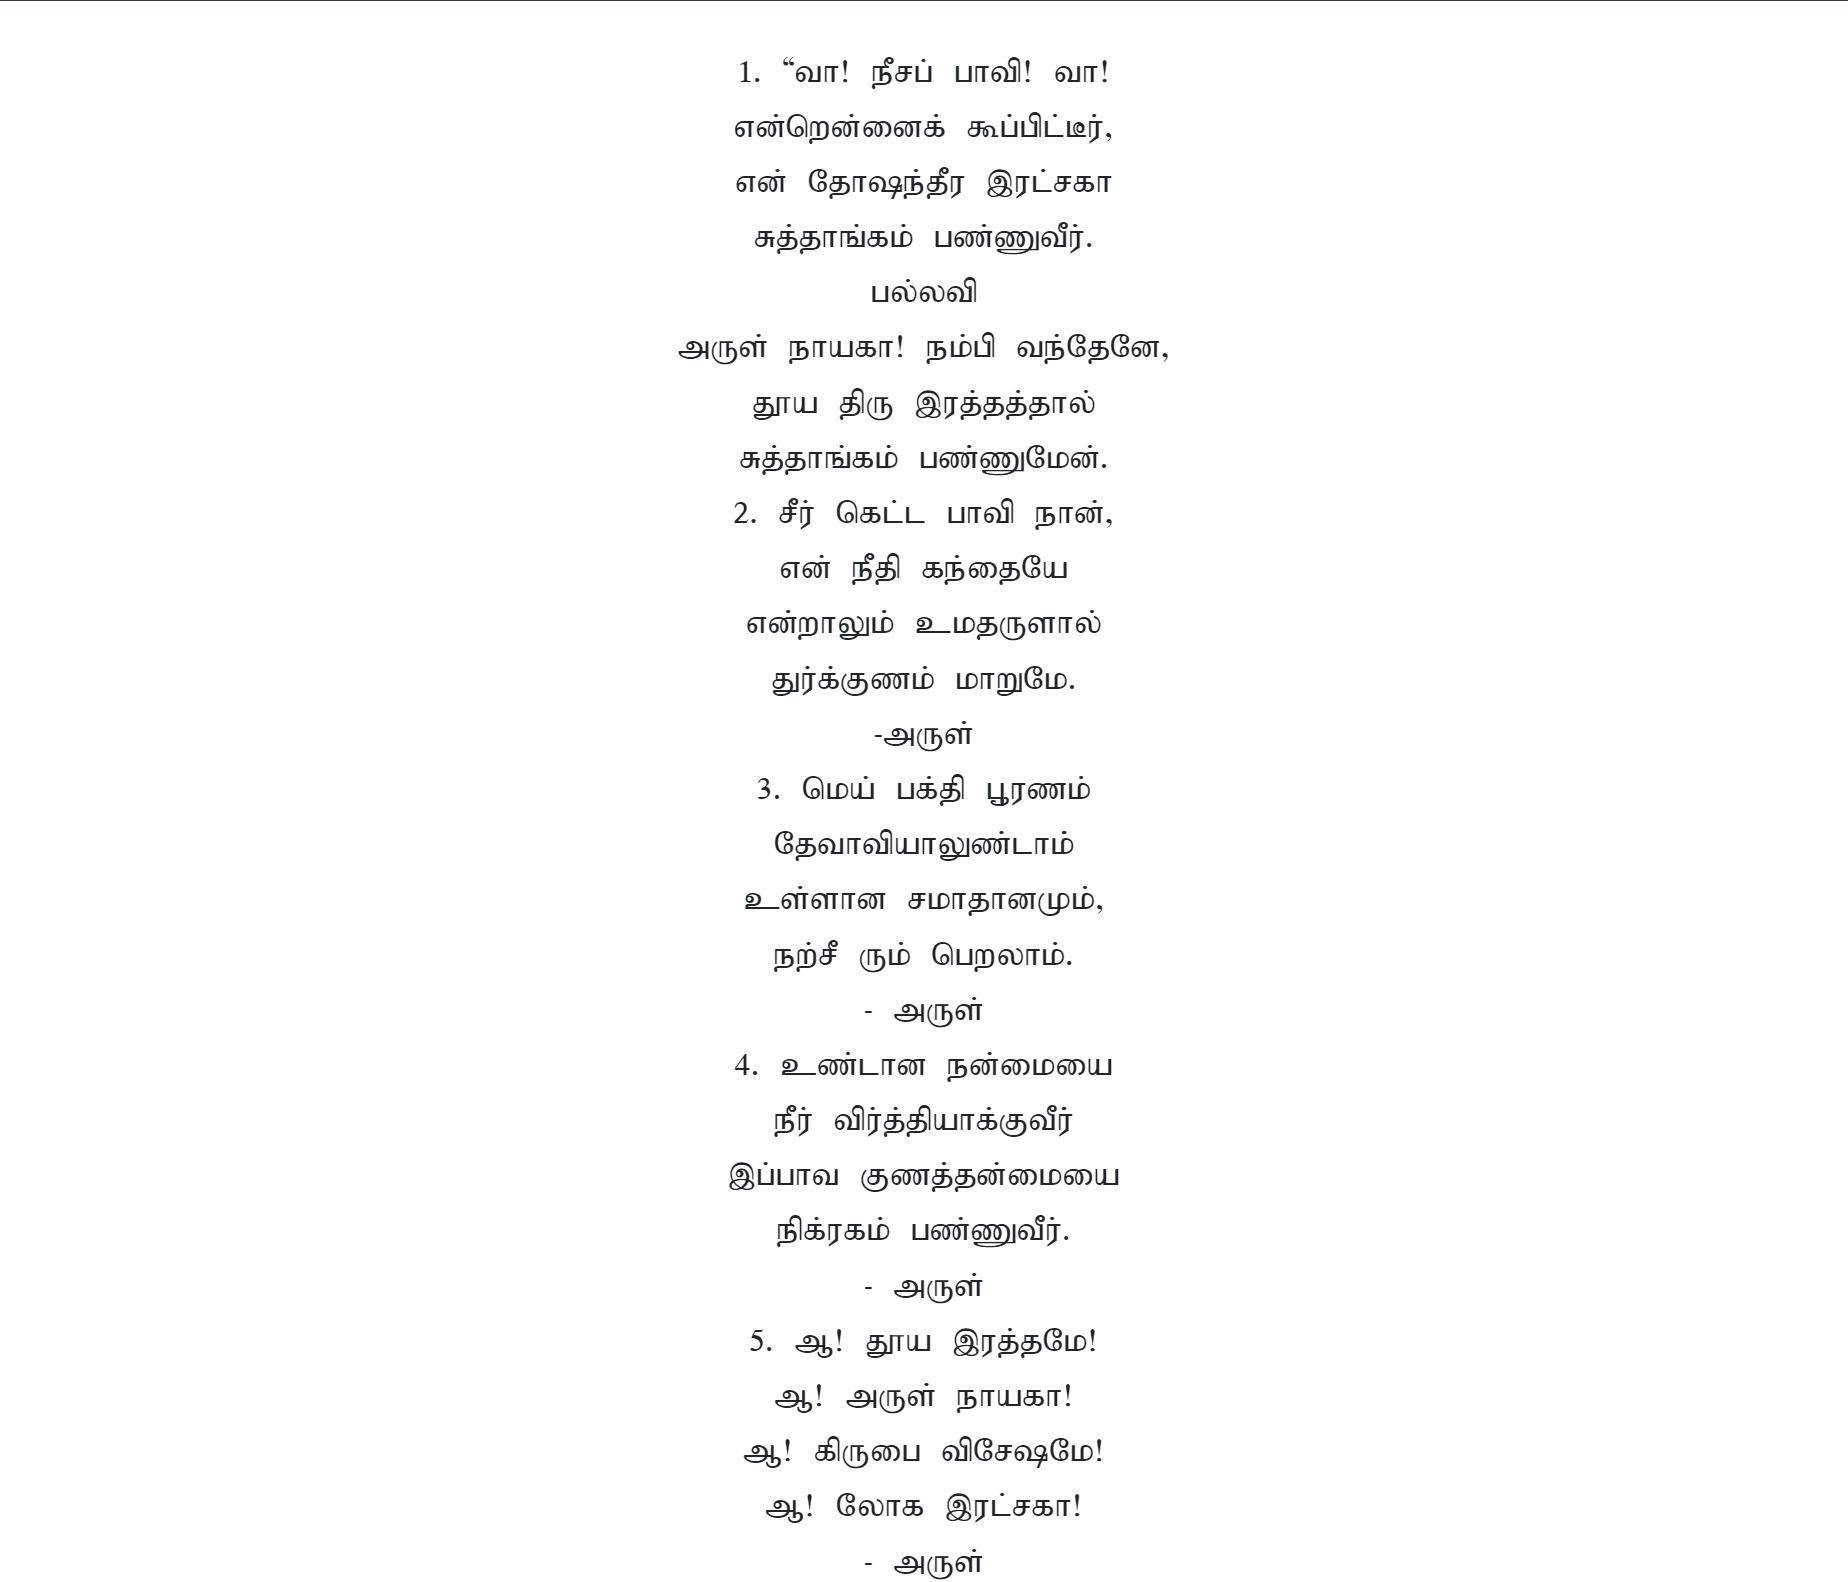 1. “வா! நீசப் பாவி! வா!
என்றென்னைக் கூப்பிட்டீர்,
என் தோஷந்தீர இரட்சகா
சுத்தாங்கம் பண்ணுவீர்.
பல்லவி
அருள் நாயகா! நம்பி வந்தேனே,
தூய திரு இரத்தத்தால்
சுத்தாங்கம் பண்ணுமேன்.
2. சீர் கெட்ட பாவி நான்,
என் நீதி கந்தையே
என்றாலும் உமதருளால்
துர்க்குணம் மாறுமே.
-அருள்
3. மெய் பக்தி பூரணம்
தேவாவியாலுண்டாம்
உள்ளான சமாதானமும்,
நற்சீ ரும் பெறலாம்.
- அருள்
4. உண்டான நன்மையை
நீர் விர்த்தியாக்குவீர்
இப்பாவ குணத்தன்மையை
நிக்ரகம் பண்ணுவீர்.
- அருள்
5. ஆ! தூய இரத்தமே!
ஆ! அருள் நாயகா!
ஆ! கிருபை விசேஷமே!
ஆ! லோக இரட்சகா!
- அருள்